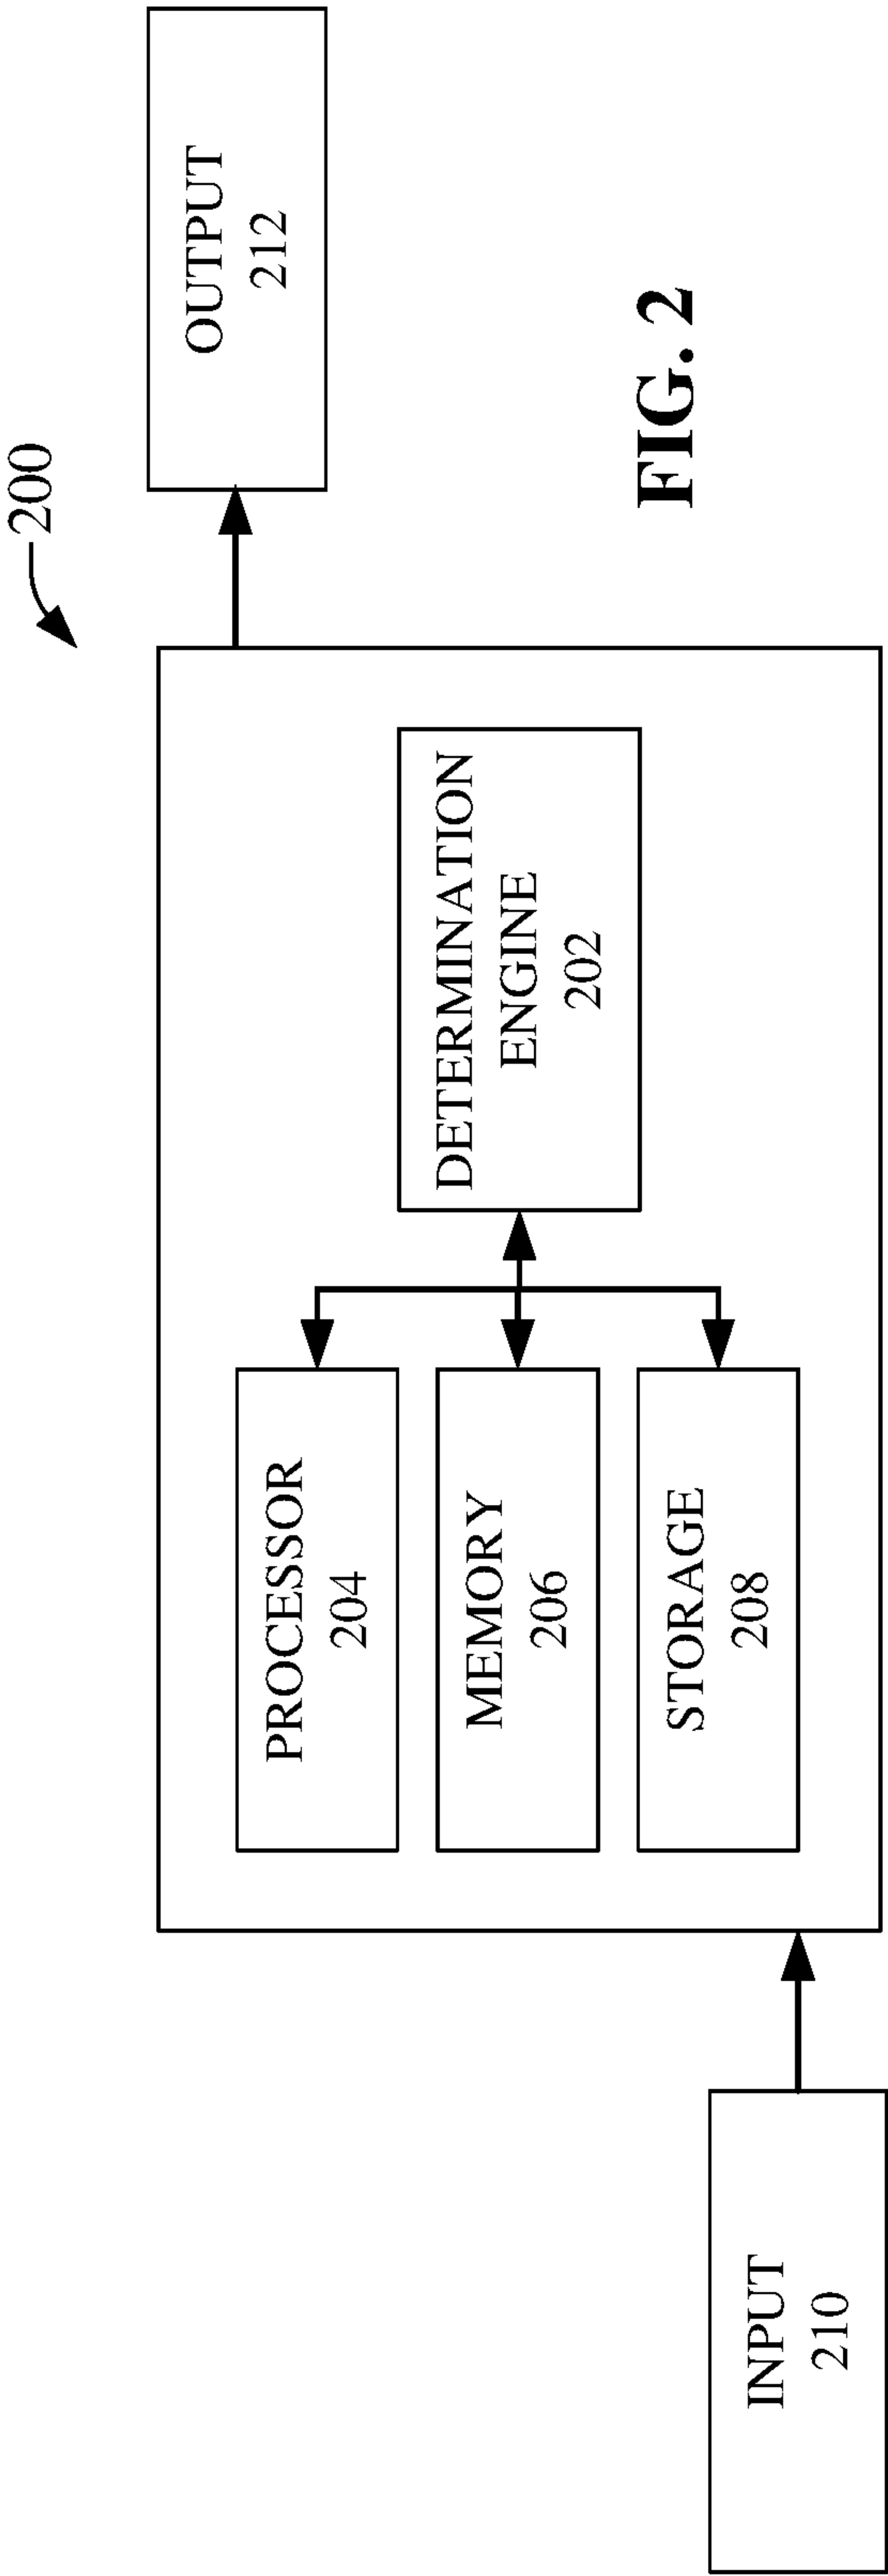 200
OUTPUT
212
PROCESSOR
204
MEMORY
206
STORAGE
208
DETERMINATION
ENGINE
202
INPUT
210
FIG. 2